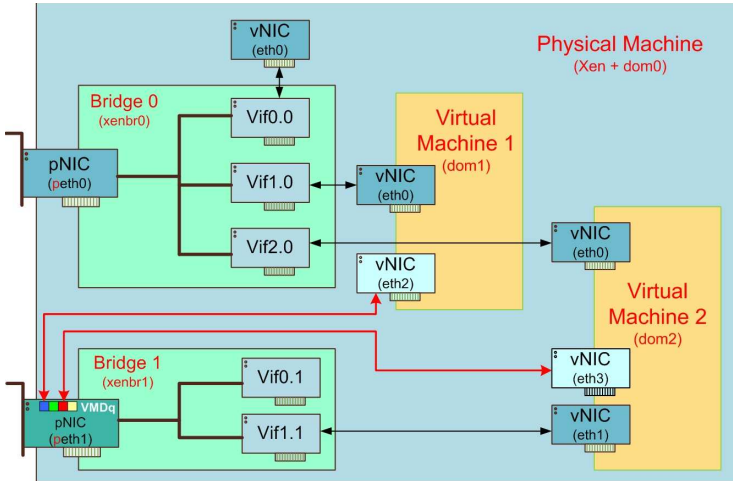 vNIC
(eth0)
Physical Machine
(Xen + dom0)
Bridge 0
(xenbr0)
Vif0.0
Virtual
Machine 1
(dom1)
pNIC
(peth0)
Vif1.0
vNIC
(eth0)
Vif2.0
vNIC
(eth0)
vNIC
(eth2)
Virtual
Machine 2
(dom2)
Bridge 1
(xenbr1)
Vif0.1
vNIC
(eth3)
VMDq
pNIC
(peth1)
Vif1.1
vNIC
(eth1)